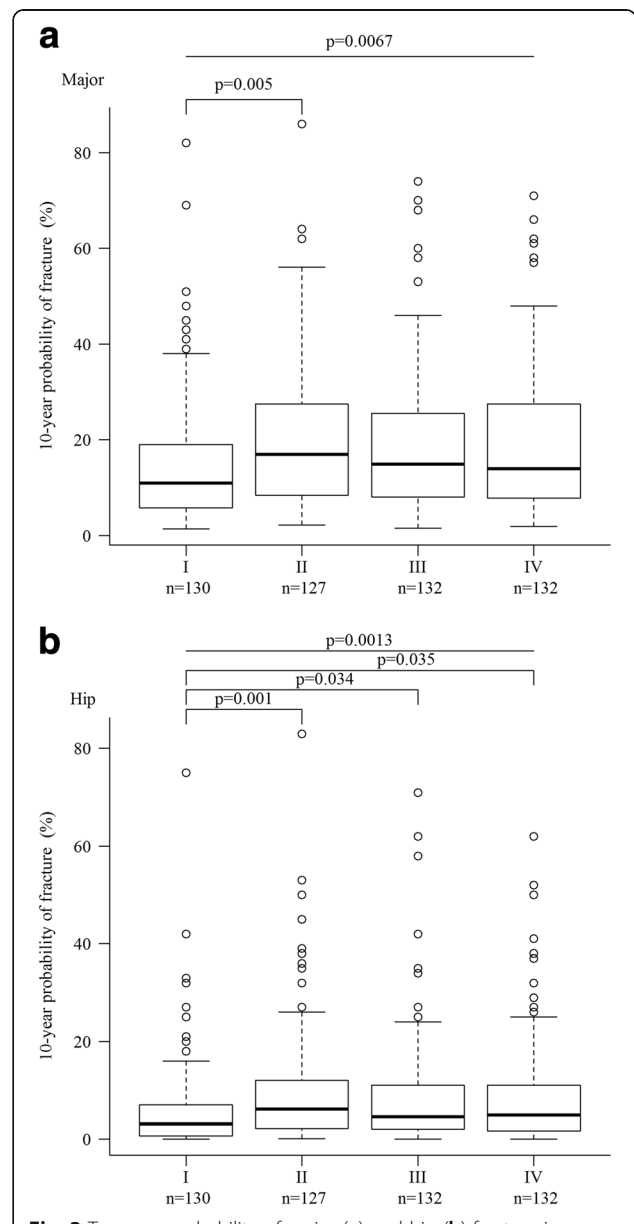 a
p=0.0067
Major
p=0.005
10-year probability of fracture (%)
80
60
40
20
0
I II III IV
n=130 n=127 n=132 n=132
b
p=0.0013
p=0.035
p=0.034
Hip
p=0.001
10-year probability of fracture (%)
80
60
40
20
0
I II III IV
n=130 n=127 n=132 n=132